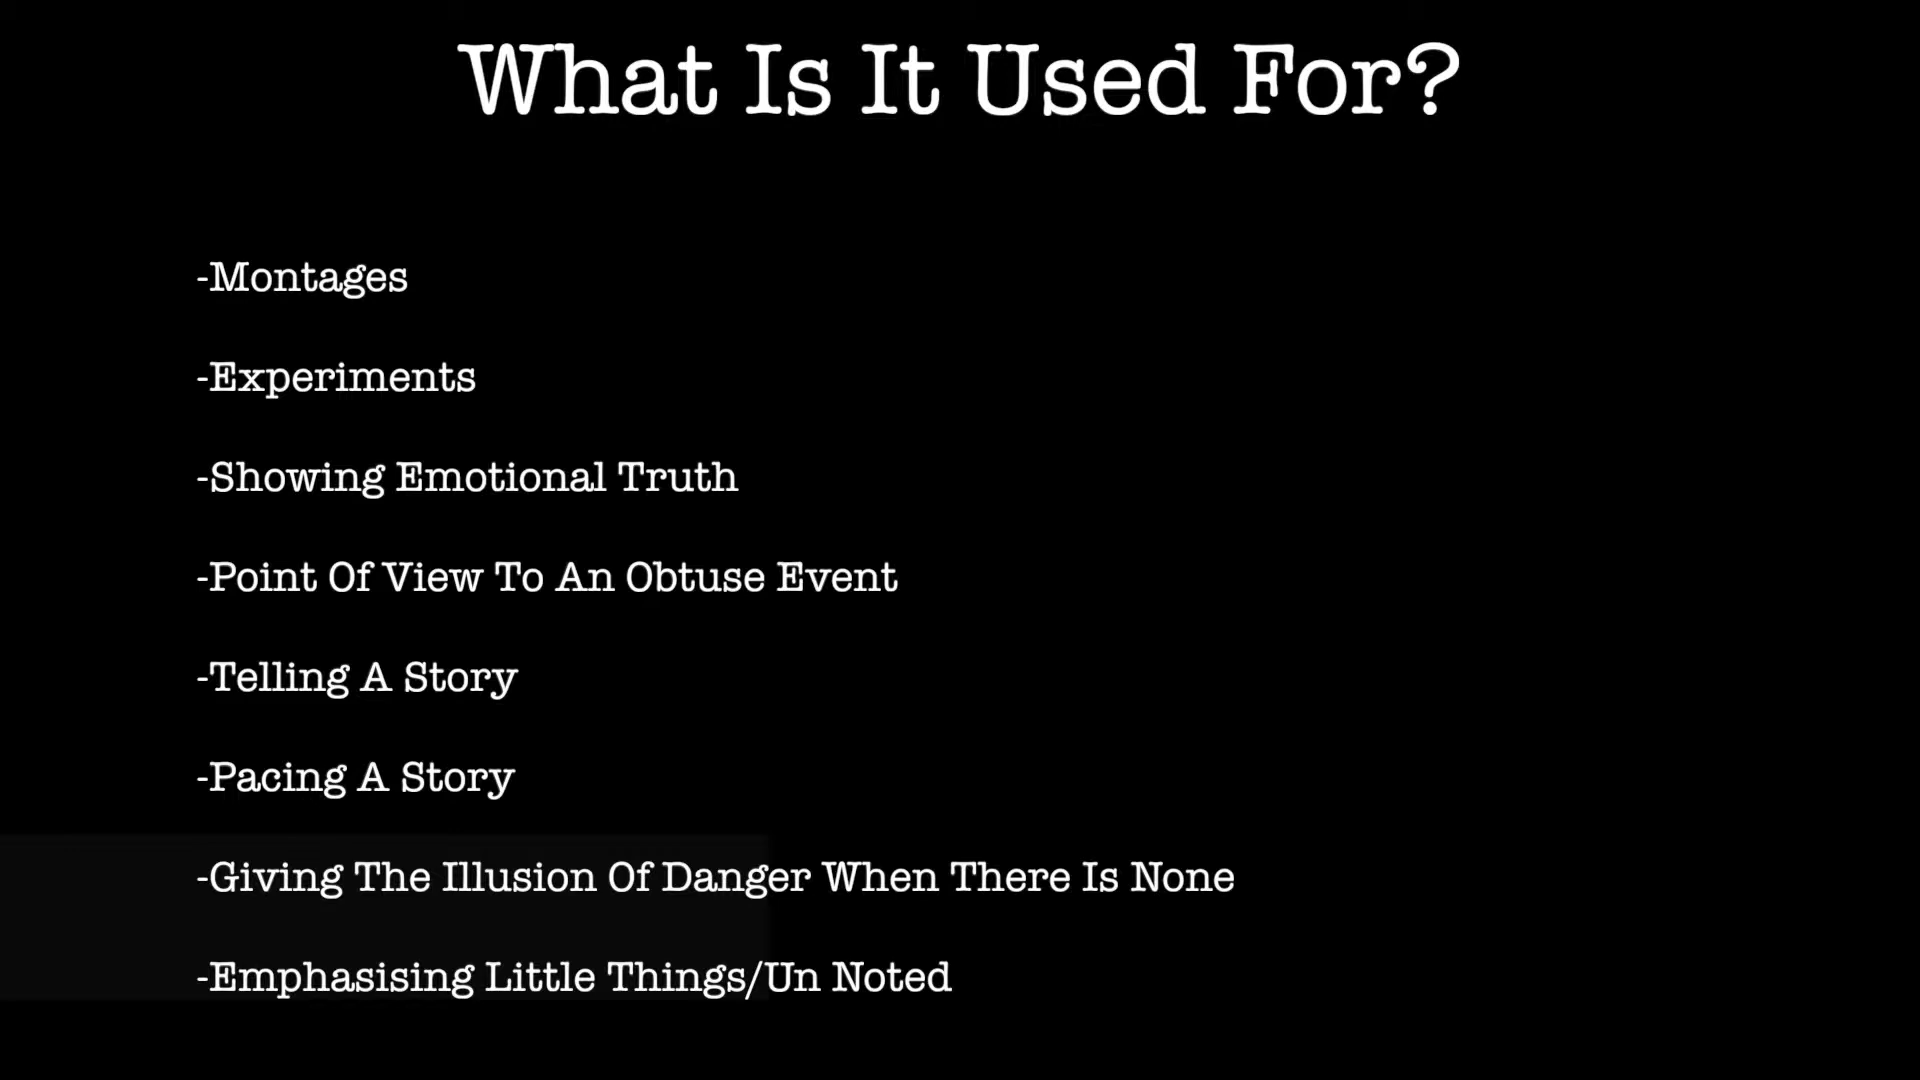 What Is It Used For?
-Montages
-Experiments
-Showing Emotional Truth
-Point Of View To An Obtuse Event
-Telling A Story
-Pacing A Story
-Giving The Illusion Of Danger When There Is None
-Emphasising Little Things/Un Noted